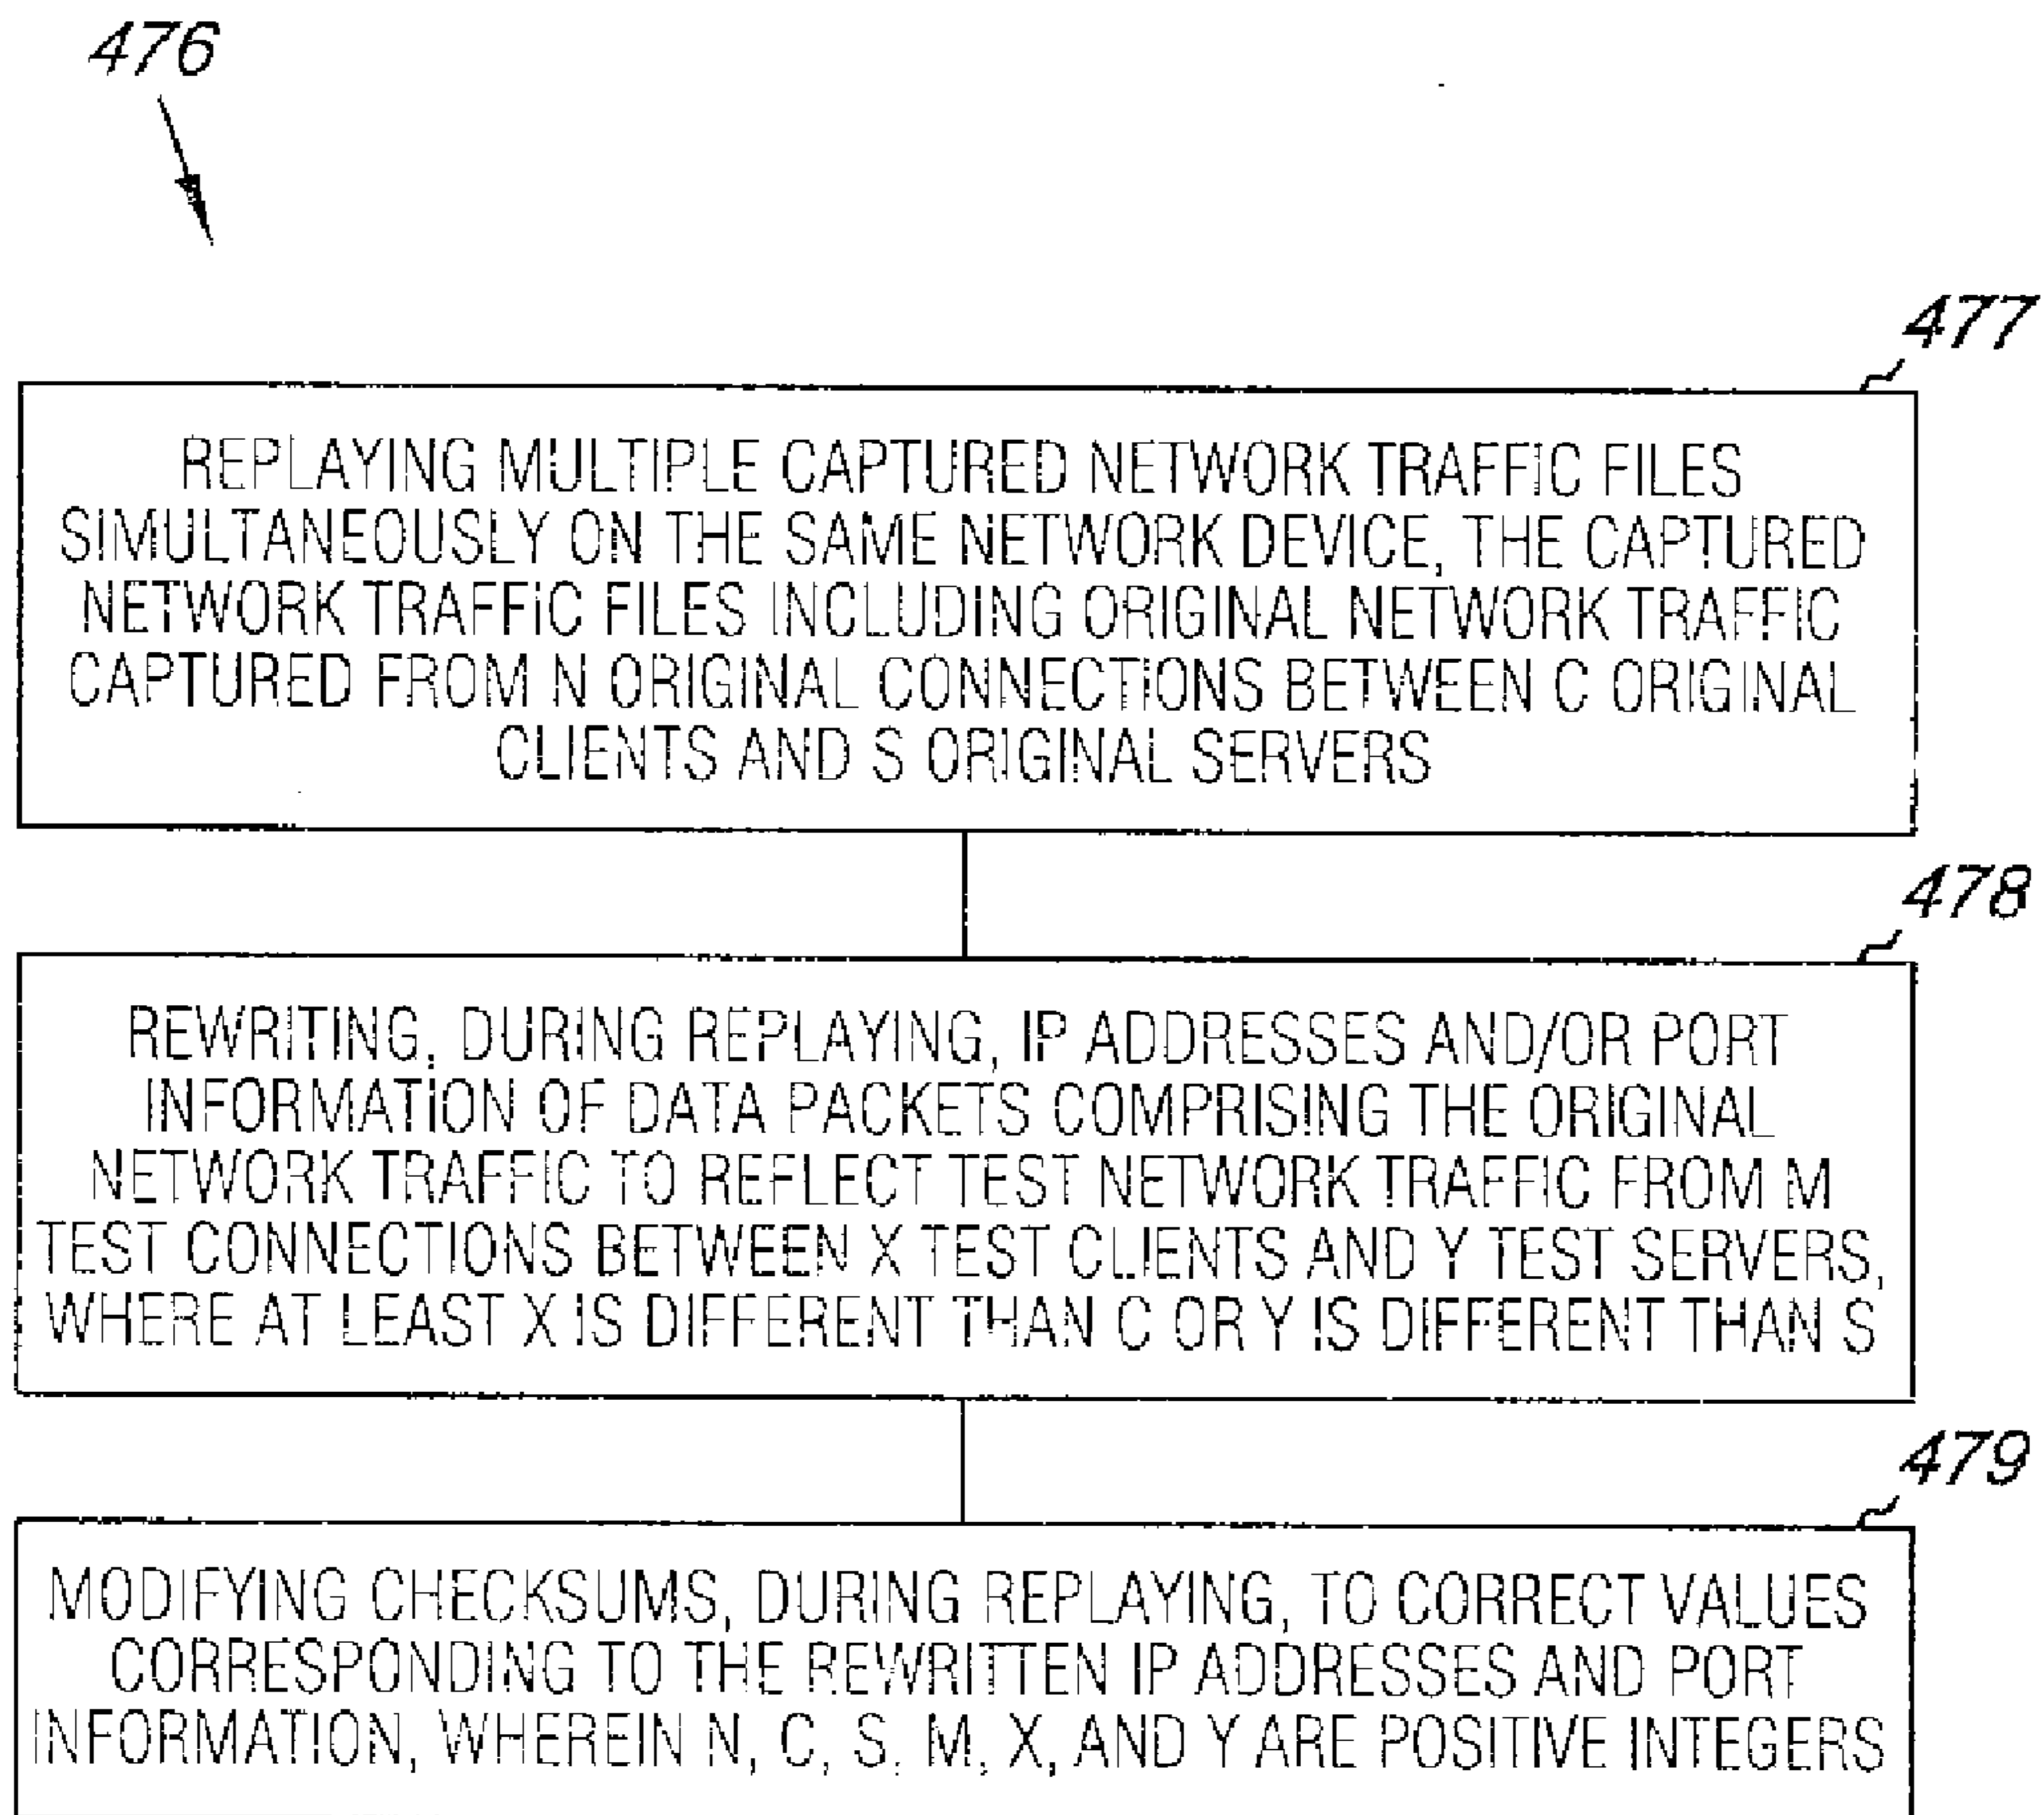 476
477
REPLAYING MULTIPLE CAPTURED NETWORK TRAFFIC FILES
SIMULTANEOUSLY ON THE SAME NETWORK DEVICE, THE CAPTURED
NETWORK TRAFFIC FILES INCLUDING ORIGINAL NETWORK TRAFFIC
CAPTURED FROM N ORIGINAL CONNECTIONS BETWEEN C ORIGINAL
CLIENTS AND S ORIGINAL SERVERS
478
REWRITING, DURING REPLAYING, IP ADDRESSES AND/OR PORT
INFORMATION OF DATA PACKETS COMPRISING THE ORIGINAL
NETWORK TRAFFIC TO REFLECT TEST NETWORK TRAFFIC FROM M
TEST CONNECTIONS BETWEEN X TEST CLIENTS AND Y TEST SERVERS,
WHERE AT LEAST X IS DIFFERENT THAN C OR Y IS DIFFERENT THAN S
479
MODIFYING CHECKSUMS, DURING REPLAYING, TO CORRECT VALUES
CORRESPONDING TO THE REWRITTEN IP ADDRESSES AND PORT
INFORMATION, WHEREIN N, C, S, M, X, AND Y ARE POSITIVE INTEGERS